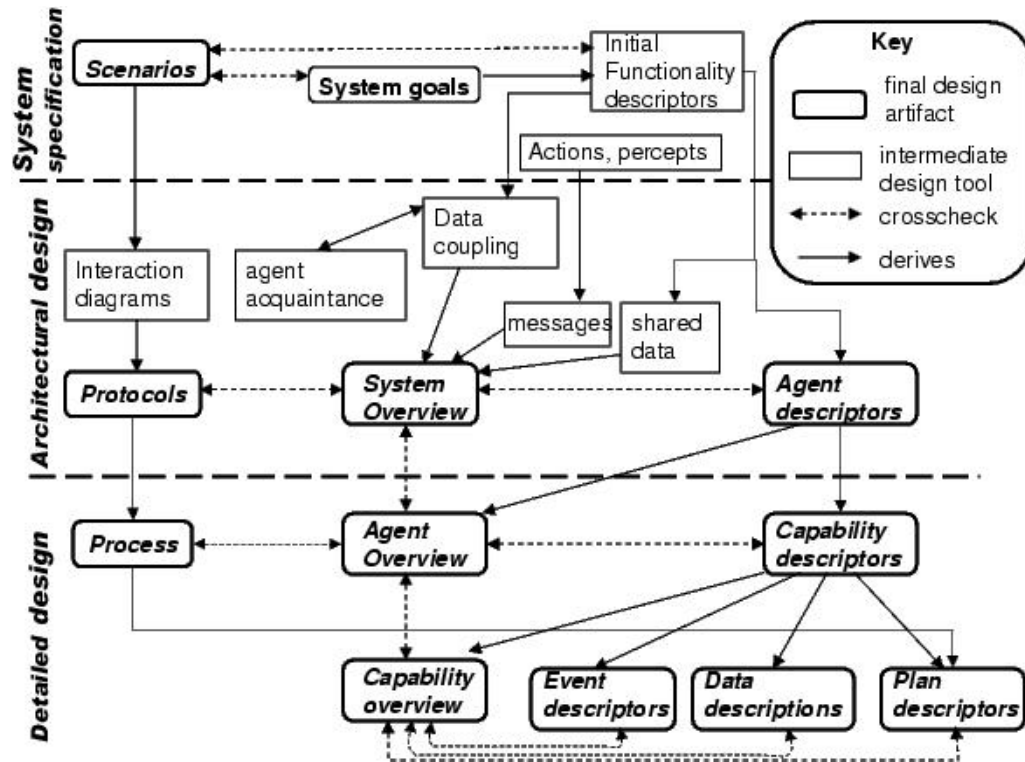 System
specification
Scenarios
System goals
Initial
Functionality
descriptors
Actions, percepts
Key
final design
artifact
intermediate
design tool
crosscheck
derives
Architectural design
Interaction
diagrams
agent
acquaintance
Data
coupling
messages
shared
data
Protocols
System
Overview
Agent
descriptors
Detailed design
Process
Agent
Overview
Capability
descriptors
Capability
overview
Event
descriptors
Data
descriptions
Plan
descriptors